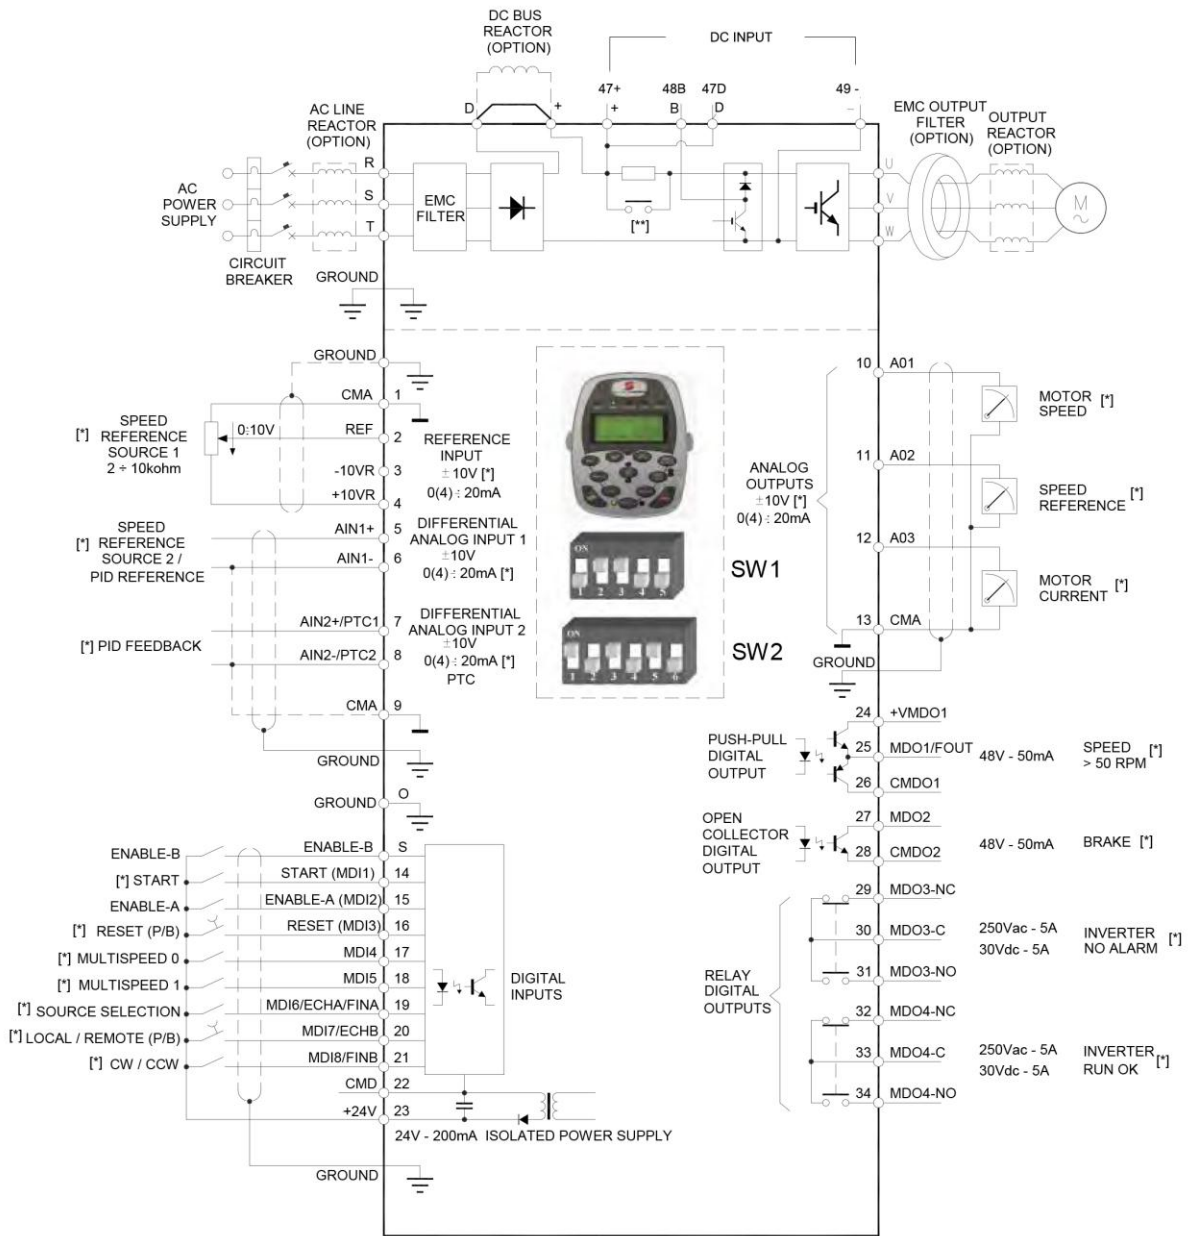 DC BUS
REACTOR
(OPTION)
DC INPUT
47+
48B
47D
49 -
D
+
+
B
D
−
AC LINE
REACTOR
(OPTION)
EMC OUTPUT
FILTER
(OPTION)
OUTPUT
REACTOR
(OPTION)
AC
POWER
SUPPLY
R
S
T
EMC
FILTER
[**]
U
V
W
M
~
CIRCUIT
BREAKER
GROUND
GROUND
CMA 1
REF 2
-10VR 3
+10VR 4
[*] SPEED
REFERENCE
SOURCE 1
2 ÷ 10kohm
0:10V
REFERENCE
INPUT
±10V [*]
0(4) : 20mA
[*] SPEED
REFERENCE
SOURCE 2 /
PID REFERENCE
AIN1+ 5
AIN1- 6
DIFFERENTIAL
ANALOG INPUT 1
±10V
0(4) : 20mA [*]
[*] PID FEEDBACK
AIN2+/PTC1 7
AIN2-/PTC2 8
DIFFERENTIAL
ANALOG INPUT 2
±10V
0(4) : 20mA [*]
PTC
CMA 9
GROUND
GROUND O
ON
1 2 3 4 5
SW1
ON
1 2 3 4 5 6
SW2
10 A01
MOTOR
SPEED [*]
11 A02
SPEED
REFERENCE [*]
ANALOG
OUTPUTS
±10V [*]
0(4) : 20mA
12 A03
MOTOR
CURRENT [*]
13 CMA
GROUND
PUSH-PULL
DIGITAL
OUTPUT
24 +VMDO1
25 MDO1/FOUT
26 CMDO1
48V - 50mA
SPEED [*]
> 50 RPM
OPEN
COLLECTOR
DIGITAL
OUTPUT
27 MDO2
28 CMDO2
48V - 50mA
BRAKE [*]
RELAY
DIGITAL
OUTPUTS
29 MDO3-NC
30 MDO3-C
31 MDO3-NO
250Vac - 5A
30Vdc - 5A
INVERTER
NO ALARM [*]
32 MDO4-NC
33 MDO4-C
34 MDO4-NO
250Vac - 5A
30Vdc - 5A
INVERTER
RUN OK [*]
ENABLE-B ENABLE-B S
[*] START START (MDI1) 14
ENABLE-A ENABLE-A (MDI2) 15
[*] RESET (P/B) RESET (MDI3) 16
[*] MULTISPEED 0 MDI4 17
[*] MULTISPEED 1 MDI5 18
[*] SOURCE SELECTION MDI6/ECHA/FINA 19
[*] LOCAL / REMOTE (P/B) MDI7/ECHB 20
[*] CW / CCW MDI8/FINB 21
DIGITAL
INPUTS
CMD 22
+24V 23
24V - 200mA ISOLATED POWER SUPPLY
GROUND